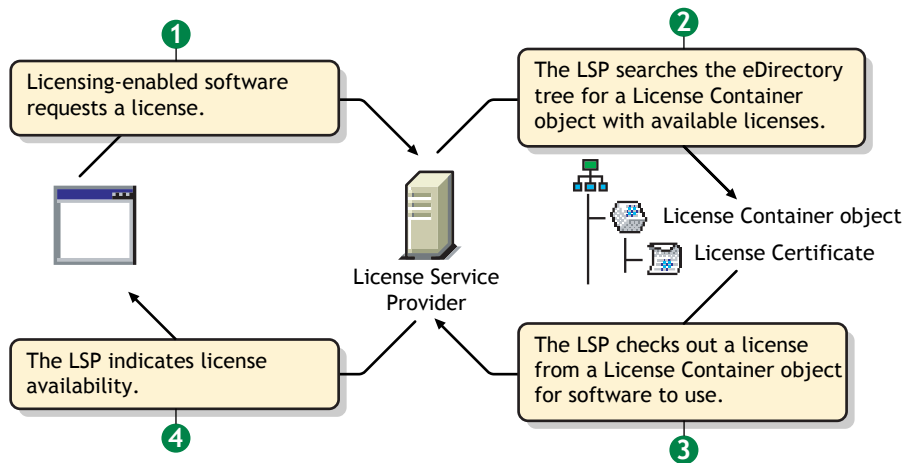 1
Licensing-enabled software
requests a license.
2
The LSP searches the eDirectory
tree for a License Container
object with available licenses.
License Container object
License Certificate
License Service
Provider
The LSP checks out a license
from a License Container object
for software to use.
3
The LSP indicates license
availability.
4